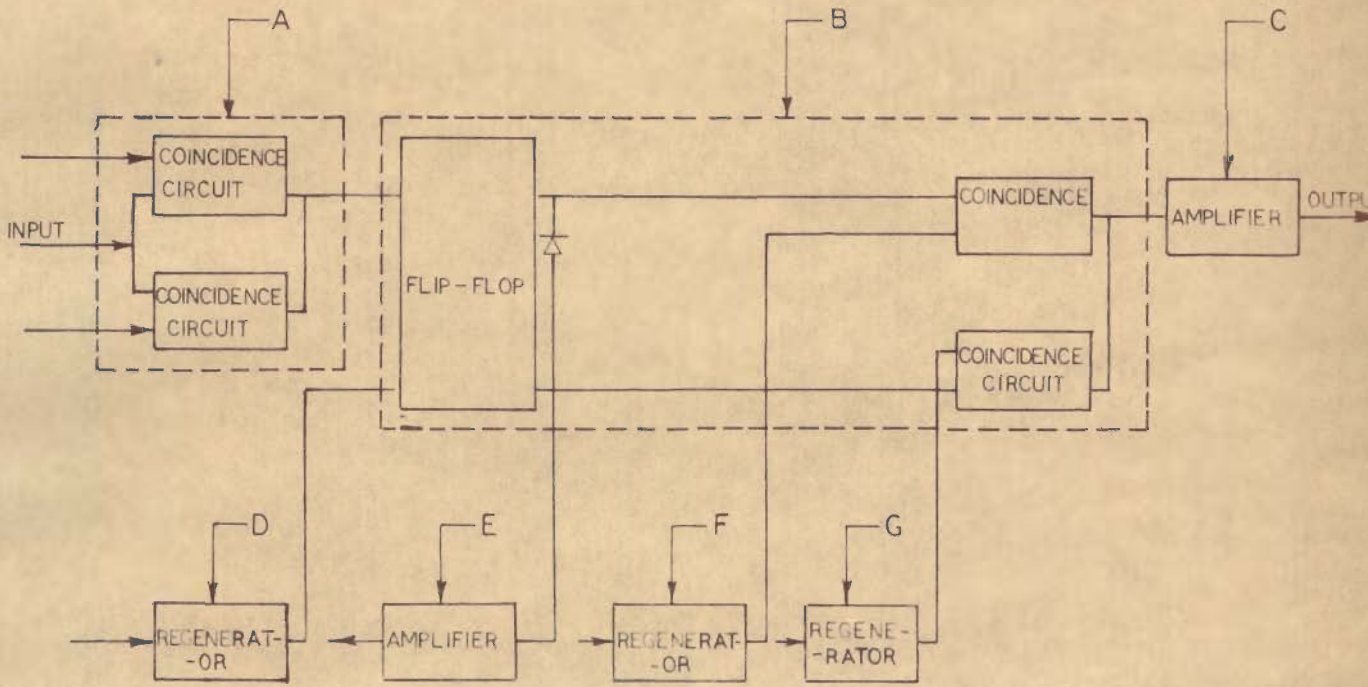 A
B
C
COINCIDENCE
CIRCUIT
INPUT
COINCIDENCE
CIRCUIT
FLIP-FLOP
COINCIDENCE
COINCIDENCE
CIRCUIT
AMPLIFIER
OUTPU
D
E
F
G
REGENERAT-
-OR
AMPLIFIER
REGENERAT-
-OR
REGENE-
-RATOR